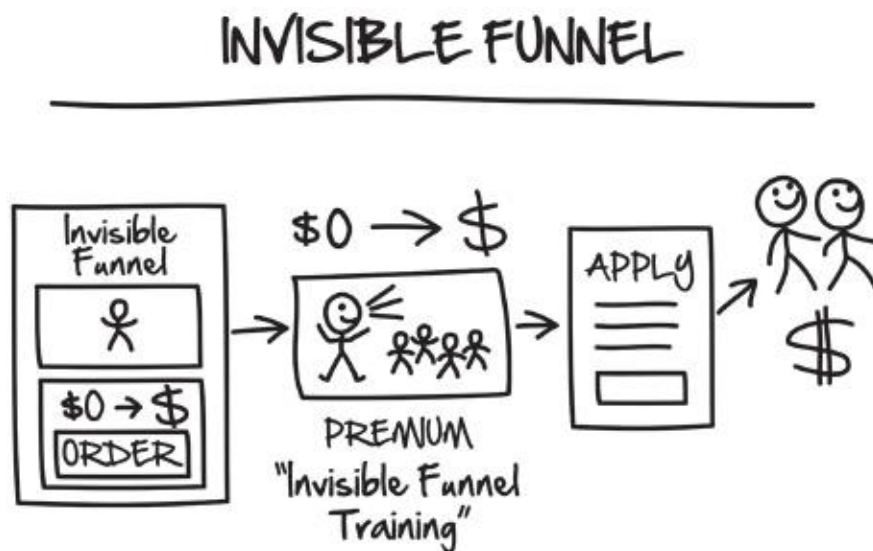 INVISIBLE FUNNEL
Invisible
Funnel
$0 → $
ORDER
$0 → $
PREMIUM
"Invisible Funnel
Training"
APPLY
$